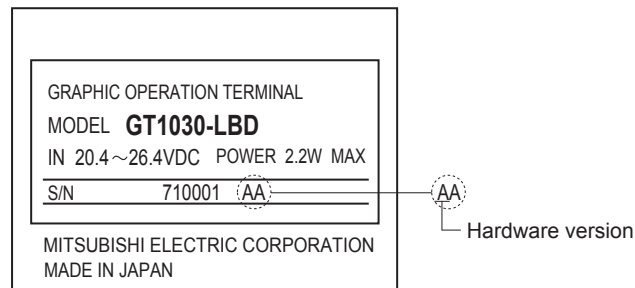 GRAPHIC OPERATION TERMINAL
MODEL GT1030-LBD
IN 20.4～26.4VDC POWER 2.2W MAX
S/N 710001 AA AA
Hardware version
MITSUBISHI ELECTRIC CORPORATION
MADE IN JAPAN